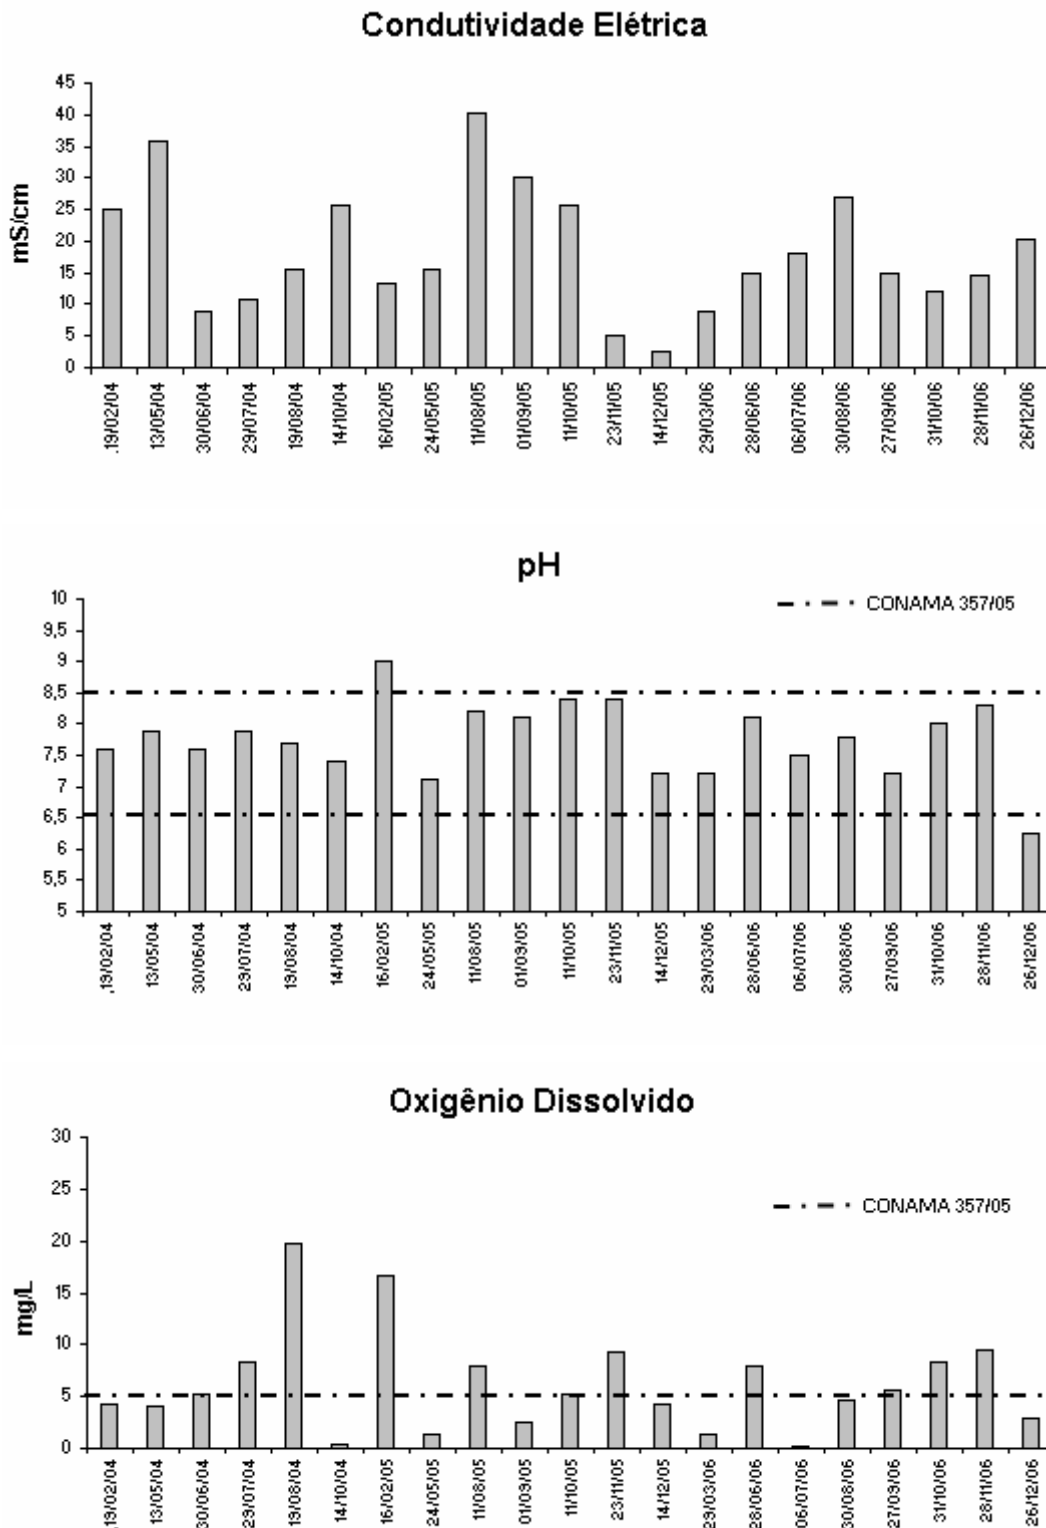 Condutividade Elétrica
45
40
35
30
25
20
15
10
5
0
mS/cm
,19/02/04 13/05/04 30/06/04 29/07/04 19/08/04 14/10/04 16/02/05 24/05/05 11/08/05 01/09/05 11/10/05 23/11/05 14/12/05 29/03/06 28/06/06 06/07/06 30/08/06 27/09/06 31/10/06 28/11/06 26/12/06
pH
CONAMA 357/05
10
9,5
9
8,5
8
7,5
7
6,5
6
5,5
5
,19/02/04 13/05/04 30/06/04 29/07/04 19/08/04 14/10/04 16/02/05 24/05/05 11/08/05 01/09/05 11/10/05 23/11/05 14/12/05 29/03/06 28/06/06 06/07/06 30/08/06 27/09/06 31/10/06 28/11/06 26/12/06
Oxigênio Dissolvido
CONAMA 357/05
30
25
20
15
10
5
0
mg/L
,19/02/04 13/05/04 30/06/04 29/07/04 19/08/04 14/10/04 16/02/05 24/05/05 11/08/05 01/09/05 11/10/05 23/11/05 14/12/05 29/03/06 28/06/06 06/07/06 30/08/06 27/09/06 31/10/06 28/11/06 26/12/06